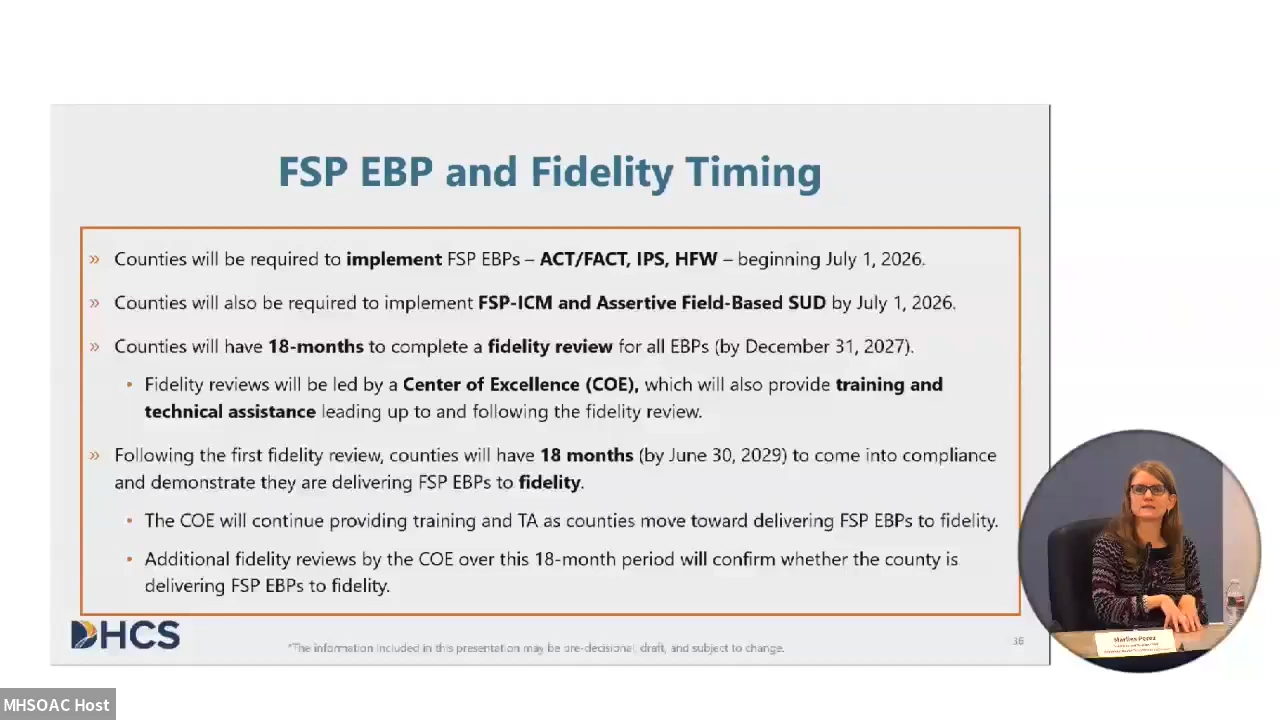 FSP EBP and Fidelity Timing
» Counties will be required to implement FSP EBPs – ACT/FACT, IPS, HFW – beginning July 1, 2026.
» Counties will also be required to implement FSP-ICM and Assertive Field-Based SUD by July 1, 2026.
» Counties will have 18-months to complete a fidelity review for all EBPs (by December 31, 2027).
• Fidelity reviews will be led by a Center of Excellence (COE), which will also provide training and
technical assistance leading up to and following the fidelity review.
» Following the first fidelity review, counties will have 18 months (by June 30, 2029) to come into compliance
and demonstrate they are delivering FSP EBPs to fidelity.
• The COE will continue providing training and TA as counties move toward delivering FSP EBPs to fidelity.
• Additional fidelity reviews by the COE over this 18-month period will confirm whether the county is
delivering FSP EBPs to fidelity.
DHCS
*The information included in this presentation may be pre-decisional, draft, and subject to change.
36
Marlies Perez
MHSOAC Host